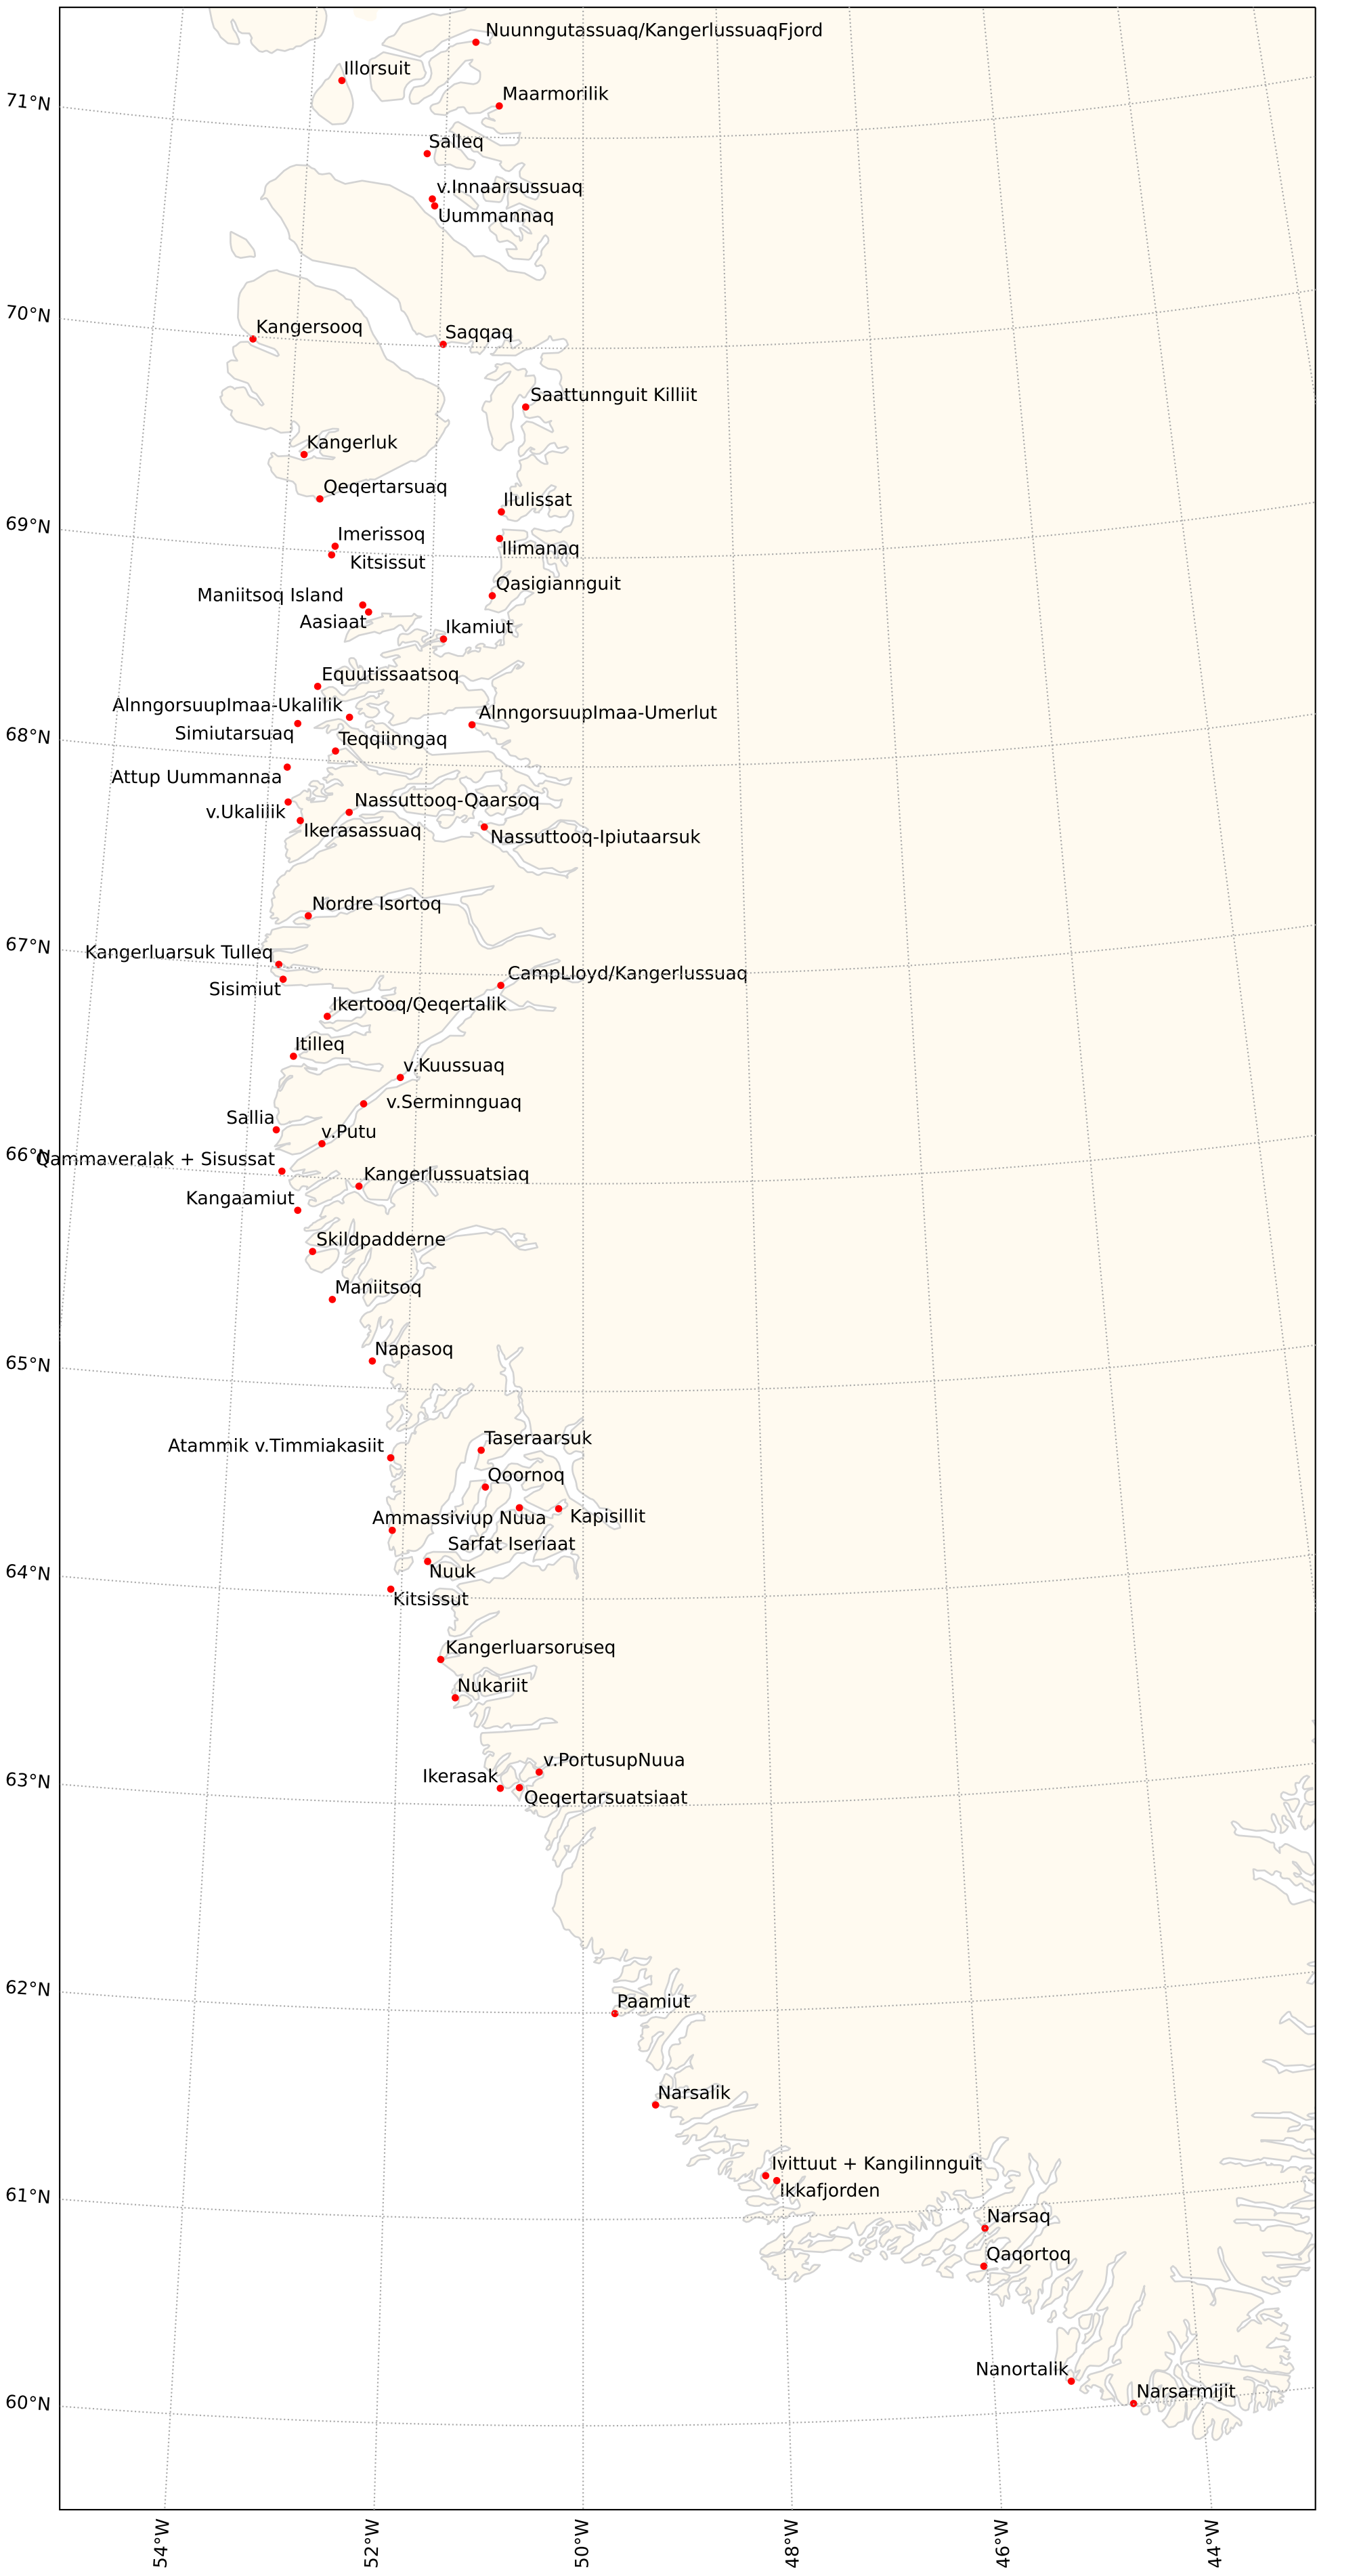 Nuunngutassuaq/KangerlussuaqFjord
Illorsuit
Maarmorilik
71°N
Salleq
v.Innaarsussuaq
Uummannaq
70°N
Kangersooq
Saqqaq
Saattunnguit Killiit
Kangerluk
Qeqertarsuaq
Ilulissat
69°N
Imerissoq
Ilimanaq
Kitsissut
Qasigiannguit
Maniitsoq Island
Aasiaat
Ikamiut
Equutissaatsoq
AlnngorsuupImaa-Ukalilik
AlnngorsuupImaa-Umerlut
Simiutarsuaq
68°N
Teqqiinngaq
Attup Uummannaa
Nassuttooq-Qaarsoq
v.Ukalilik
Ikerasassuaq
Nassuttooq-Ipiutaarsuk
Nordre Isortoq
67°N
Kangerluarsuk Tulleq
CampLloyd/Kangerlussuaq
Sisimiut
Ikertooq/Qeqertalik
Itilleq
v.Kuussuaq
v.Serminnguaq
Sallia
v.Putu
66°N
Qammaveralak + Sisussat
Kangerlussuatsiaq
Kangaamiut
Skildpadderne
Maniitsoq
Napasoq
65°N
Taseraarsuk
Atammik v.Timmiakasiit
Qoornoq
Ammassiviup Nuua
Kapisillit
Sarfat Iseriaat
64°N
Nuuk
Kitsissut
Kangerluarsoruseq
Nukariit
v.PortusupNuua
63°N
Ikerasak
Qeqertarsuatsiaat
62°N
Paamiut
Narsalik
Ivittuut + Kangilinnguit
Ikkafjorden
61°N
Narsaq
Qaqortoq
Nanortalik
Narsarmijit
60°N
54°W
52°W
50°W
48°W
46°W
44°W